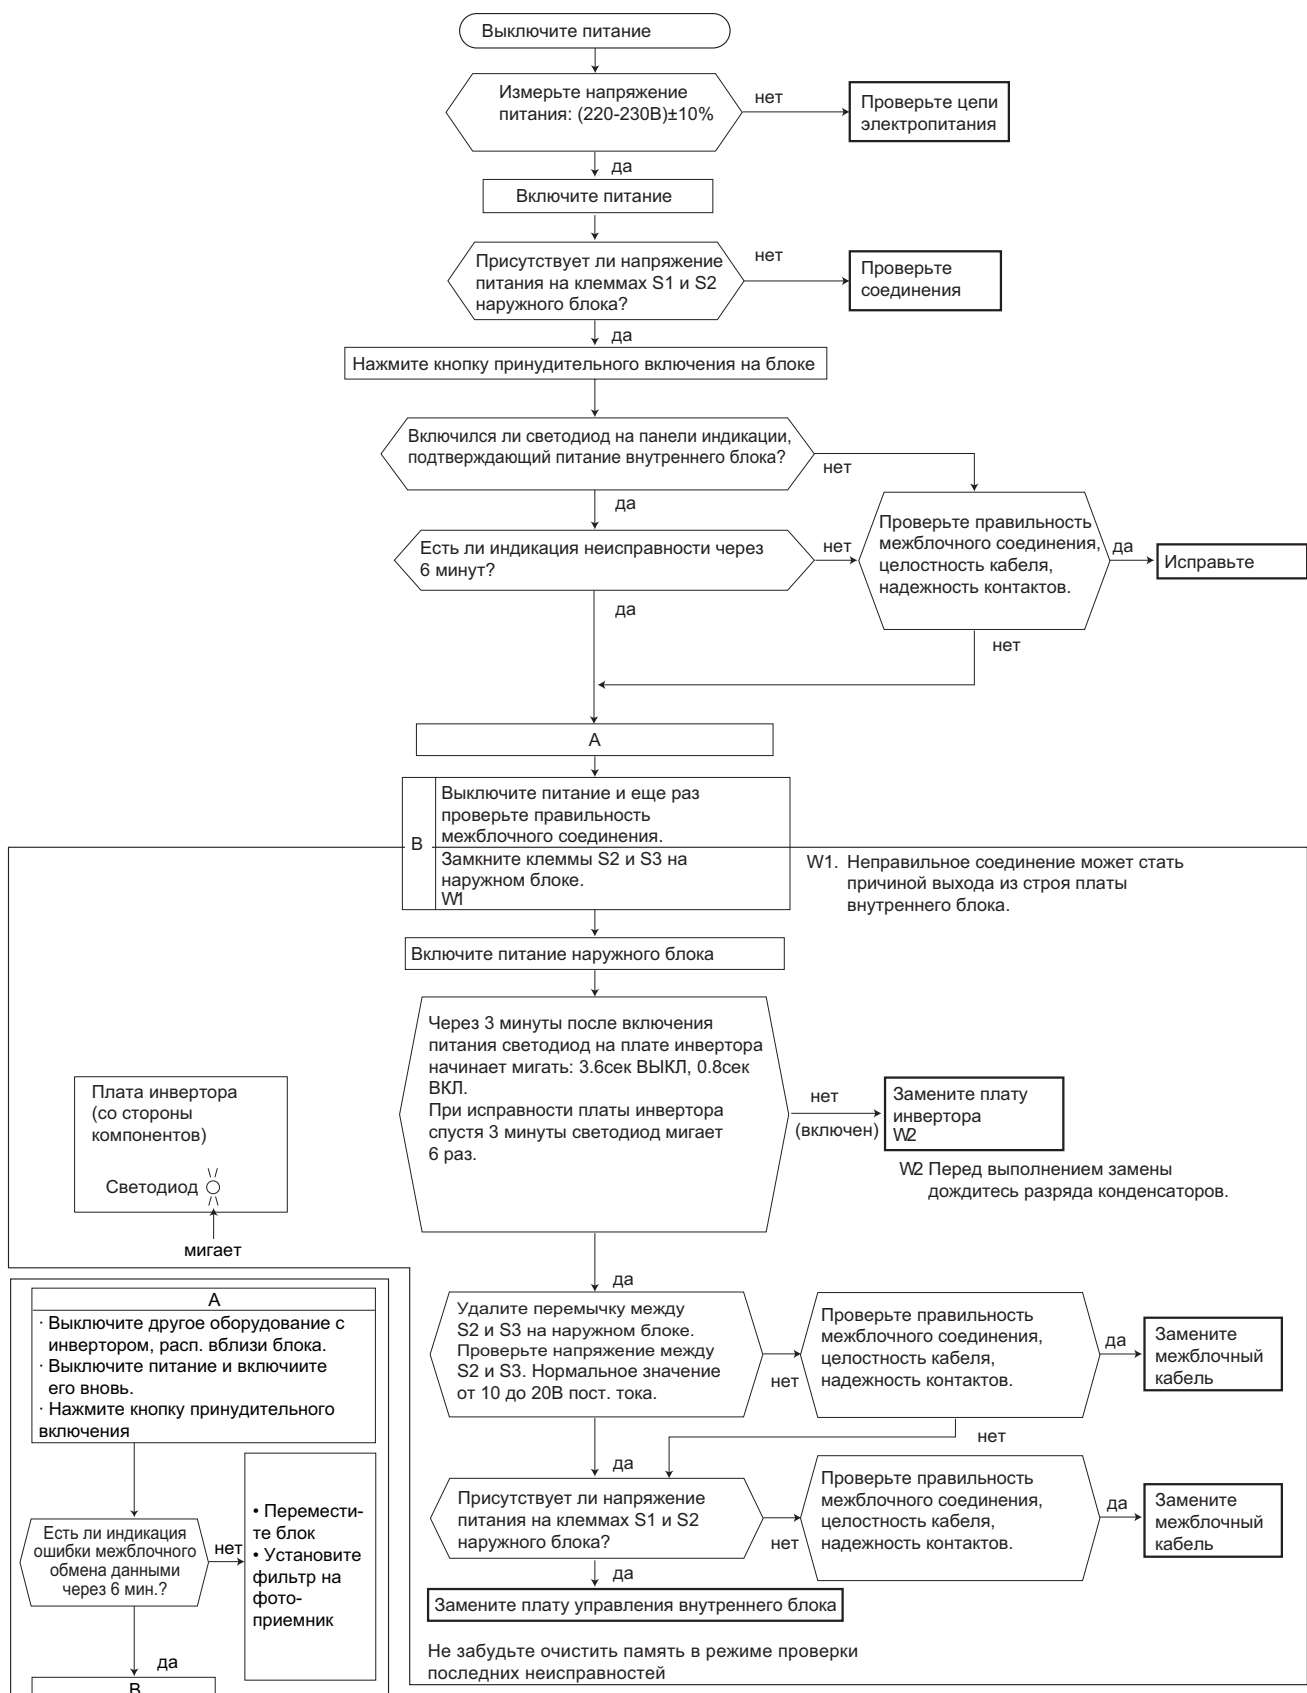 Выключите питание
Измерьте напряжение
питания: (220-230В)±10%
нет
Проверьте цепи
электропитания
да
Включите питание
Присутствует ли напряжение
питания на клеммах S1 и S2
наружного блока?
нет
Проверьте
соединения
да
Нажмите кнопку принудительного включения на блоке
Включился ли светодиод на панели индикации,
подтверждающий питание внутреннего блока?
нет
да
Есть ли индикация неисправности через
6 минут?
нет
Проверьте правильность
межблочного соединения,
целостность кабеля,
надежность контактов.
да
Исправьте
да
нет
A
B
Выключите питание и еще раз
проверьте правильность
межблочного соединения.
Замкните клеммы S2 и S3 на
наружном блоке.
W1
W1. Неправильное соединение может стать
причиной выхода из строя платы
внутреннего блока.
Включите питание наружного блока
Через 3 минуты после включения
питания светодиод на плате инвертора
начинает мигать: 3.6сек ВЫКЛ, 0.8сек
ВКЛ.
При исправности платы инвертора
спустя 3 минуты светодиод мигает
6 раз.
нет
(включен)
Замените плату
инвертора
W2
W2 Перед выполнением замены
дождитесь разряда конденсаторов.
Плата инвертора
(со стороны
компонентов)
Светодиод
мигает
да
Удалите перемычку между
S2 и S3 на наружном блоке.
Проверьте напряжение между
S2 и S3. Нормальное значение
от 10 до 20В пост. тока.
нет
Проверьте правильность
межблочного соединения,
целостность кабеля,
надежность контактов.
да
Замените
межблочный
кабель
нет
да
Присутствует ли напряжение
питания на клеммах S1 и S2
наружного блока?
нет
Проверьте правильность
межблочного соединения,
целостность кабеля,
надежность контактов.
да
Замените
межблочный
кабель
да
Замените плату управления внутреннего блока
Не забудьте очистить память в режиме проверки
последних неисправностей
A
· Выключите другое оборудование с
инвертором, расп. вблизи блока.
· Выключите питание и включиите
его вновь.
· Нажмите кнопку принудительного
включения
Есть ли индикация
ошибки межблочного
обмена данными
через 6 мин.?
нет
• Перемести-
те блок
• Установите
фильтр на
фото-
приемник
да
B